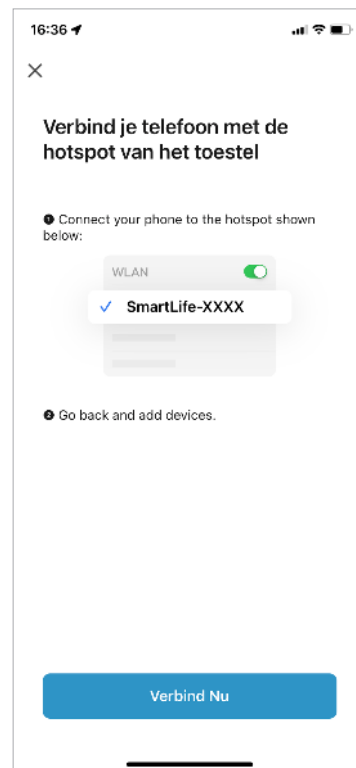 16:36
Verbind je telefoon met de
hotspot van het toestel
❶ Connect your phone to the hotspot shown
below:
WLAN
✓ SmartLife-XXXX
❷ Go back and add devices.
Verbind Nu